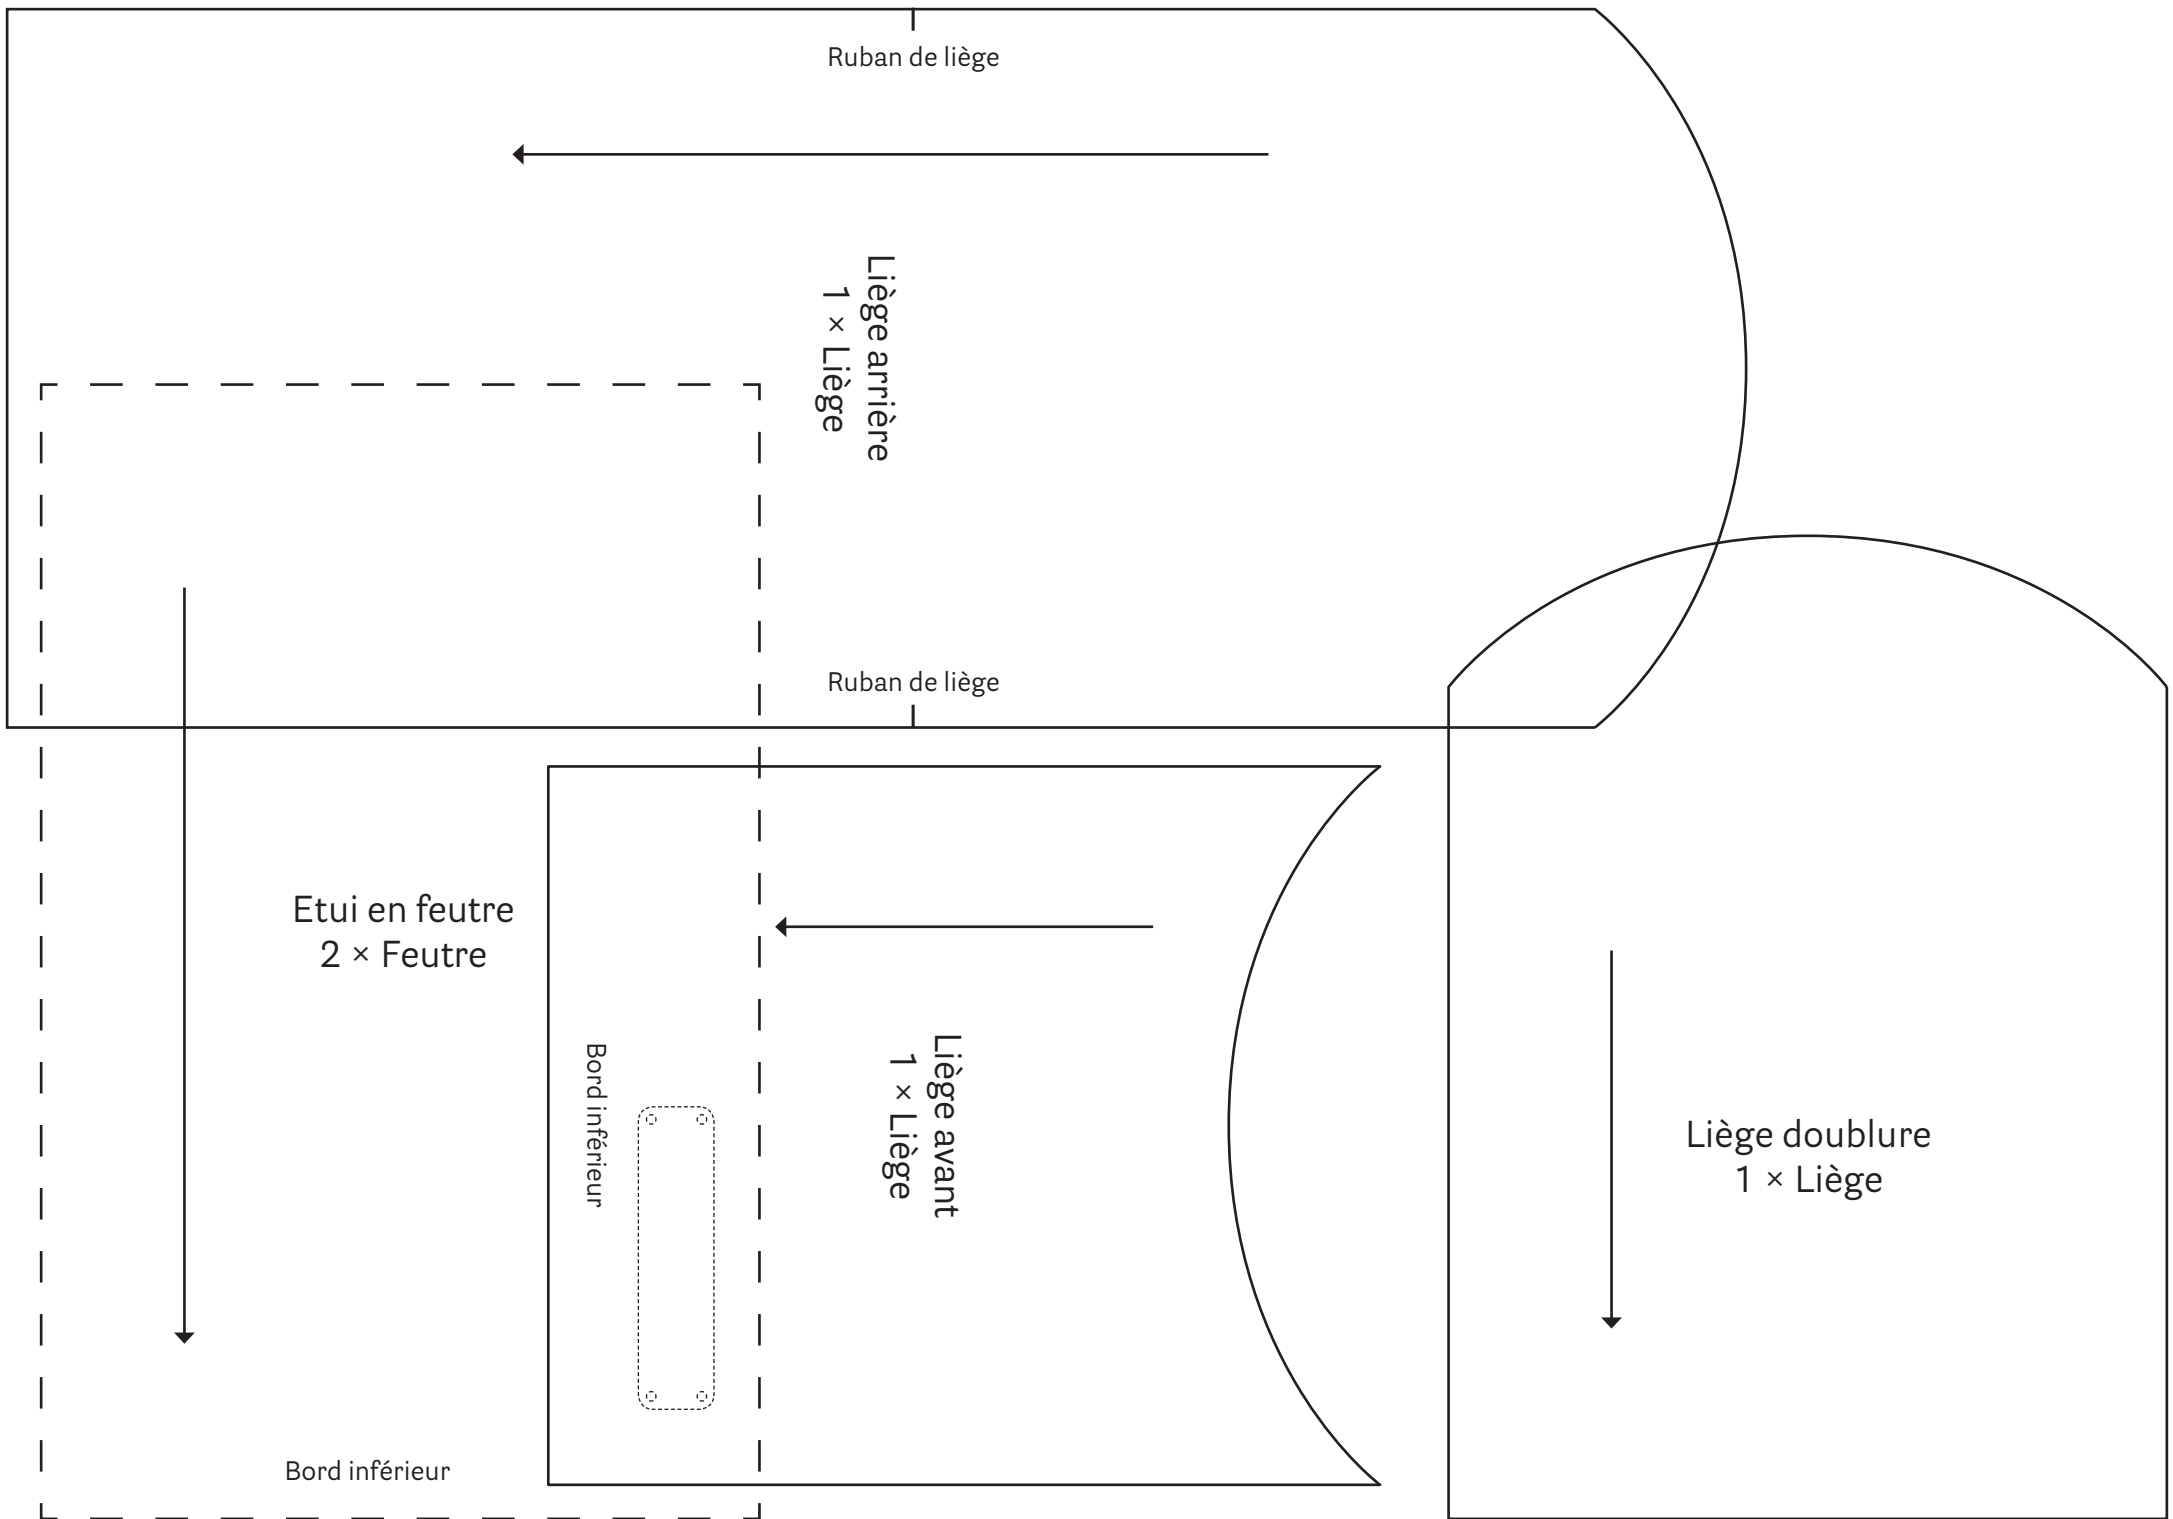 Ruban de liège
Liège arrière
1 × Liège
Ruban de liège
Etui en feutre
2 × Feutre
Bord inférieur
Liège avant
1 × Liège
Liège doublure
1 × Liège
Bord inférieur